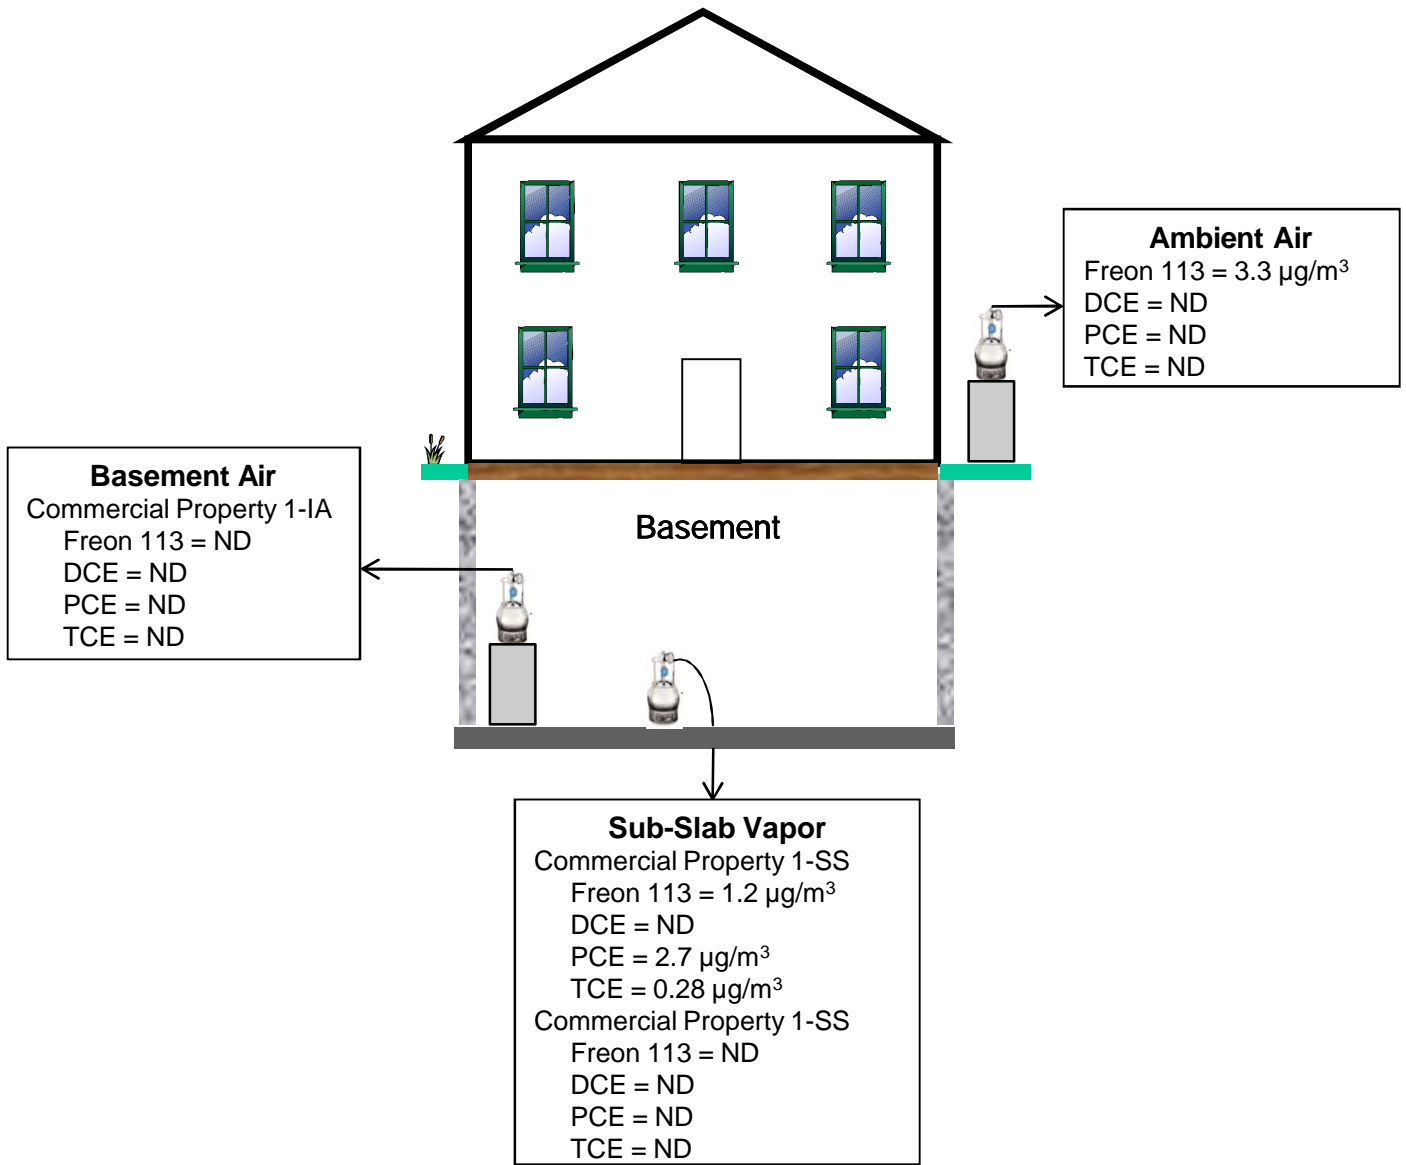 Ambient Air
Freon 113 = 3.3 µg/m³
DCE = ND
PCE = ND
TCE = ND
Basement Air
Commercial Property 1-IA
Freon 113 = ND
DCE = ND
PCE = ND
TCE = ND
Basement
Sub-Slab Vapor
Commercial Property 1-SS
Freon 113 = 1.2 µg/m³
DCE = ND
PCE = 2.7 µg/m³
TCE = 0.28 µg/m³
Commercial Property 1-SS
Freon 113 = ND
DCE = ND
PCE = ND
TCE = ND